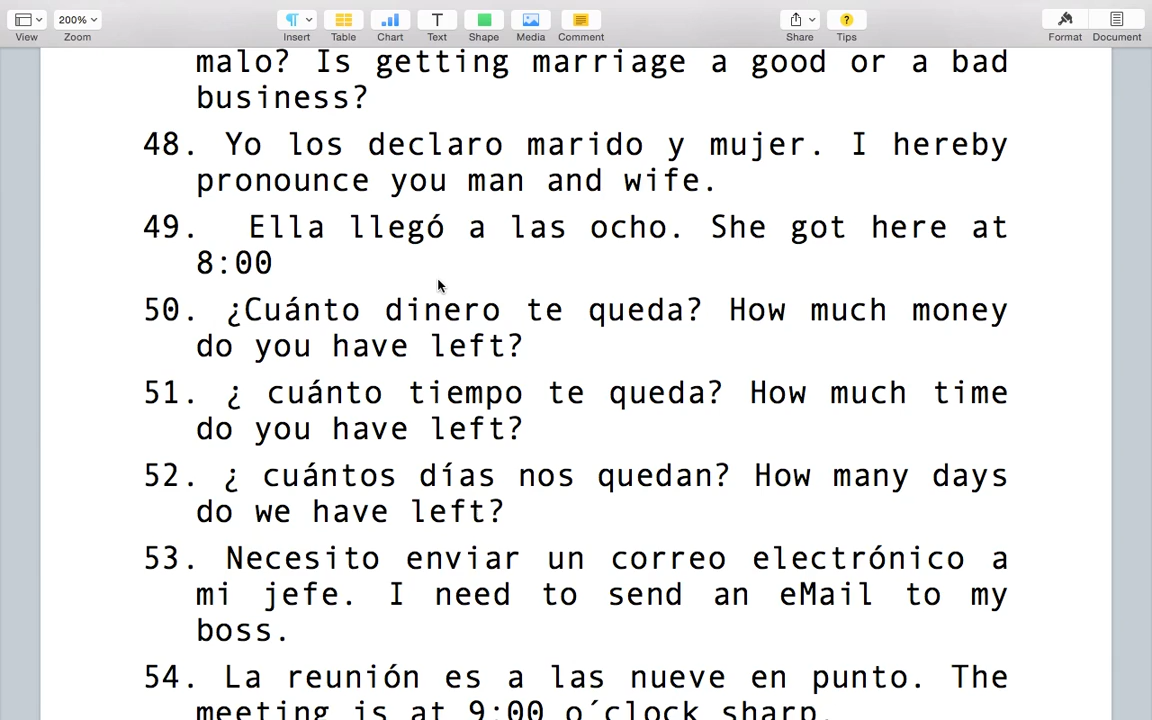 200%
View Zoom Insert Table Chart Text Shape Media Comment Share Tips Format Document
malo? Is getting marriage a good or a bad
business?
48. Yo los declaro marido y mujer. I hereby
pronounce you man and wife.
49. Ella llegó a las ocho. She got here at
8:00
50. ¿Cuánto dinero te queda? How much money
do you have left?
51. ¿ cuánto tiempo te queda? How much time
do you have left?
52. ¿ cuántos días nos quedan? How many days
do we have left?
53. Necesito enviar un correo electrónico a
mi jefe. I need to send an eMail to my
boss.
54. La reunión es a las nueve en punto. The
meeting is at 9:00 o´clock sharp.